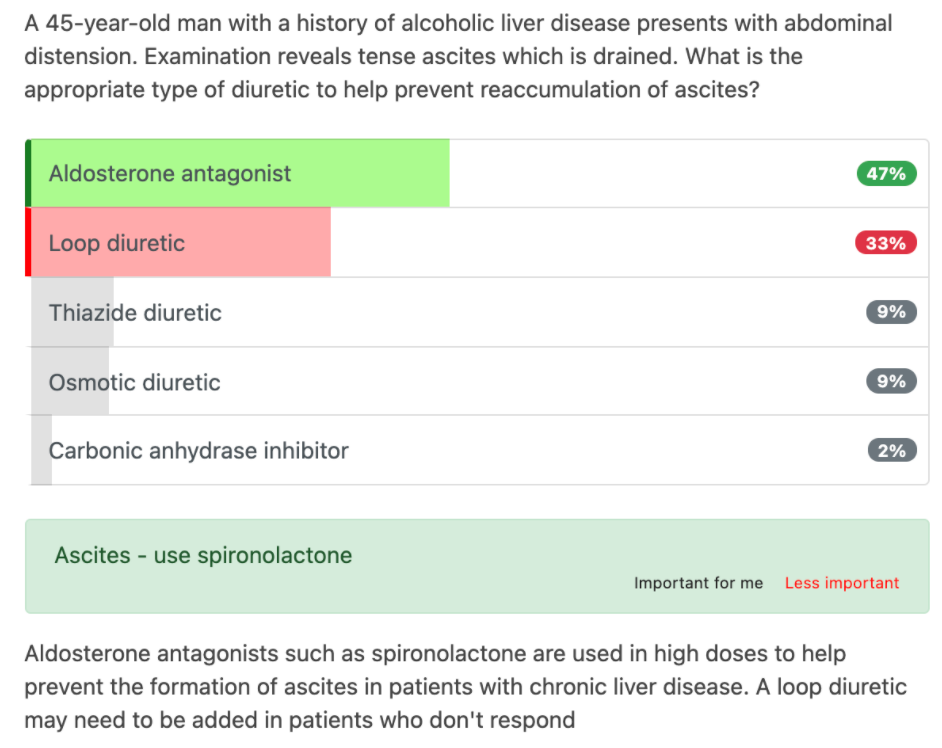 A 45-year-old man with a history of alcoholic liver disease presents with abdominal
distension. Examination reveals tense ascites which is drained. What is the
appropriate type of diuretic to help prevent reaccumulation of ascites?
Aldosterone antagonist 47%
Loop diuretic 33%
Thiazide diuretic 9%
Osmotic diuretic 9%
Carbonic anhydrase inhibitor 2%
Ascites - use spironolactone
Important for me Less important
Aldosterone antagonists such as spironolactone are used in high doses to help
prevent the formation of ascites in patients with chronic liver disease. A loop diuretic
may need to be added in patients who don't respond